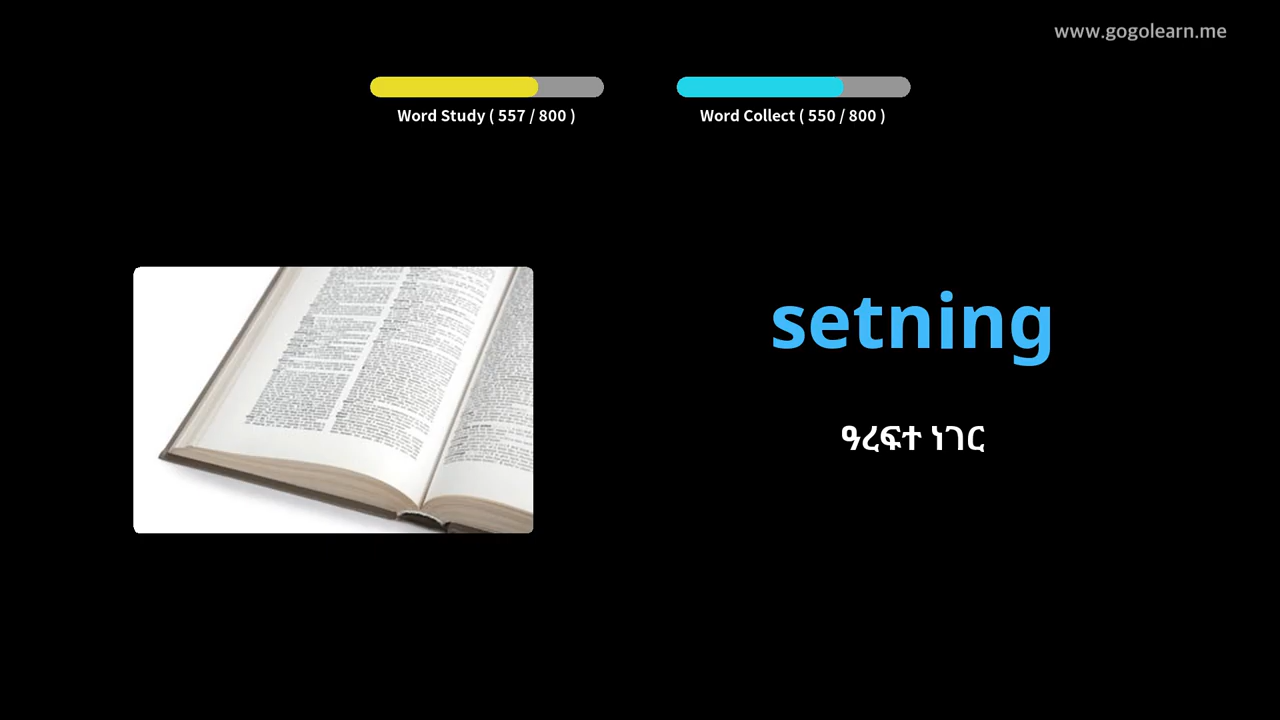 www.gogolearn.me
Word Study ( 557 / 800 )
Word Collect ( 550 / 800 )
setning
ዓረፍተ ነገር